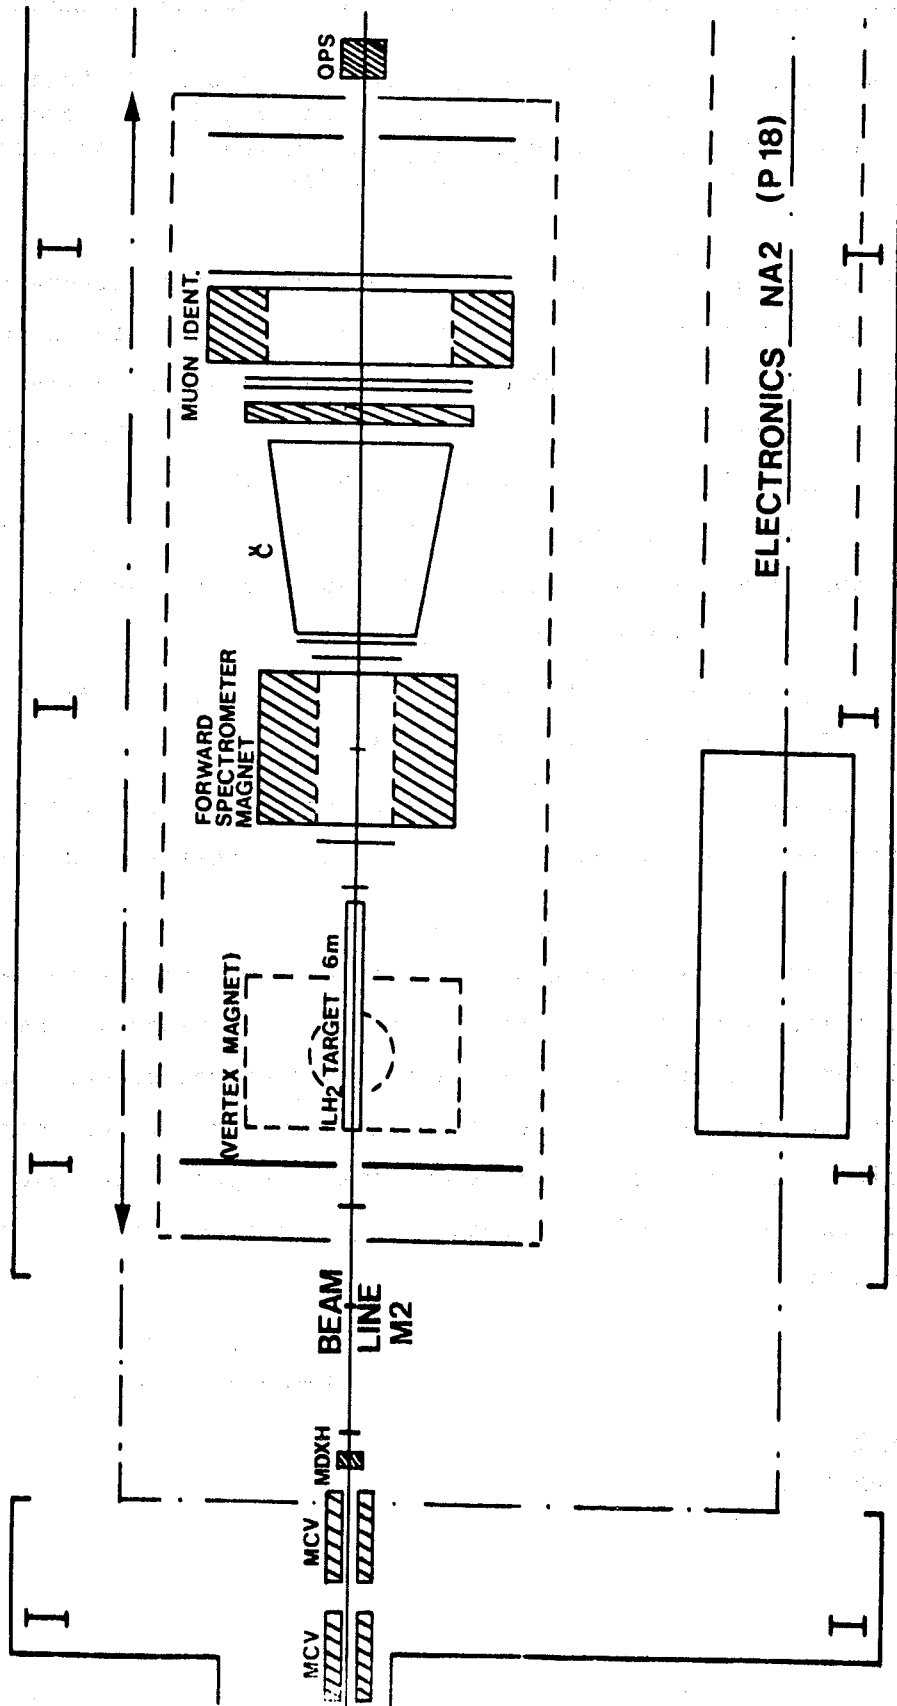 QPS
MUON IDENT.
Č
FORWARD
SPECTROMETER
MAGNET
(VERTEX MAGNET)
LH2 TARGET 6m
BEAM
LINE
M2
MDXH
MCV
MCV
ELECTRONICS NA2 (P18)